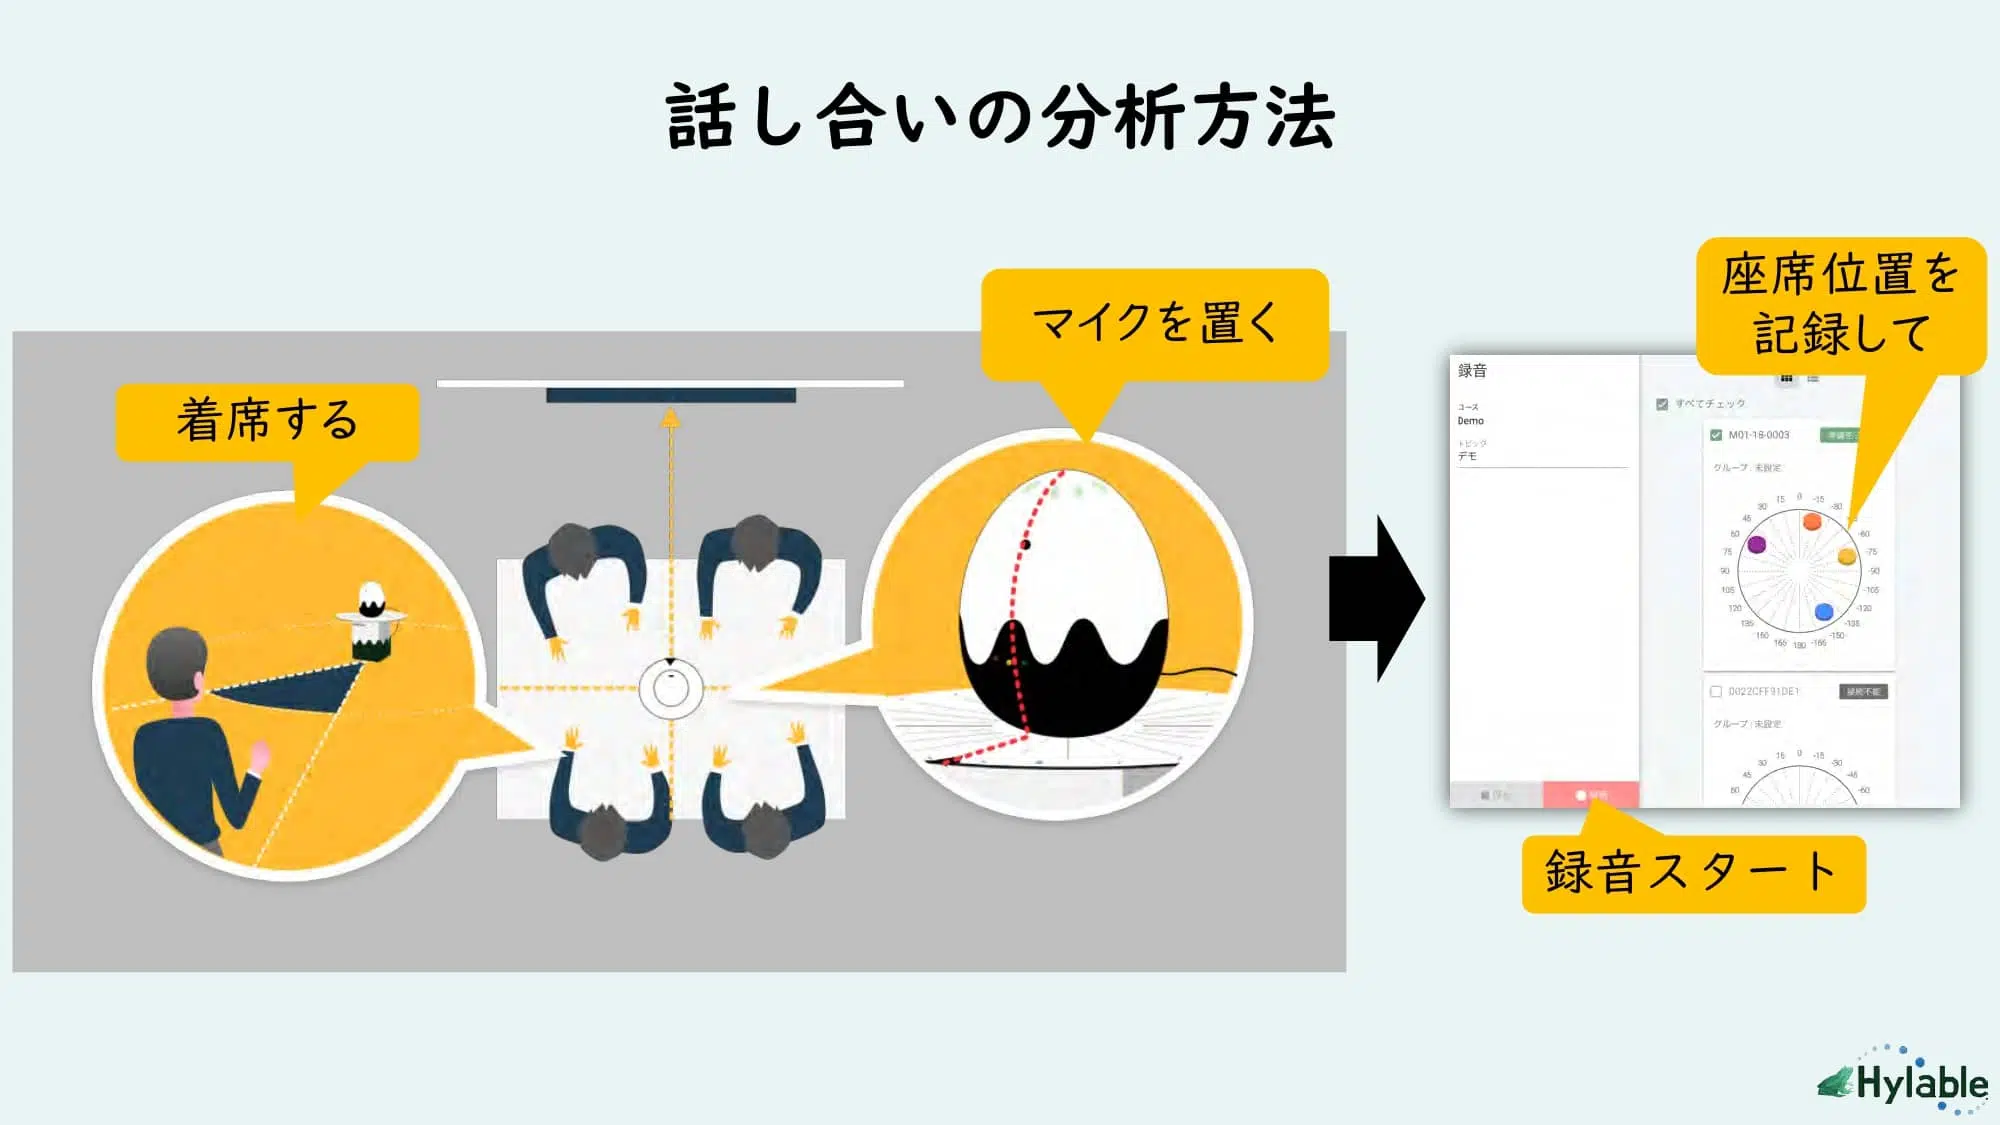 話し合いの分析方法
着席する
マイクを置く
座席位置を
記録して
録音
コース
Demo
トピック
デモ
すべてチェック
M01-18-0003
グループ: 未設定
0
15
-15
30
-30
45
60
-60
75
-75
90
-90
105
-105
120
-120
135
-135
-150
165
180
-165
接続不能
グループ: 未設定
0
15
-15
30
-30
45
-45
60
-60
録音スタート
Hylable